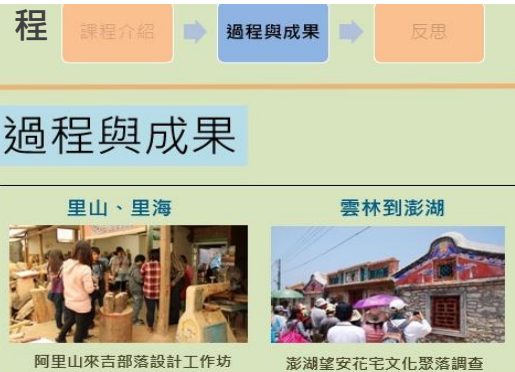 程
課程介紹
過程與成果
反思
過程與成果
里山、里海
雲林到澎湖
阿里山來吉部落設計工作坊
澎湖望安花宅文化聚落調查